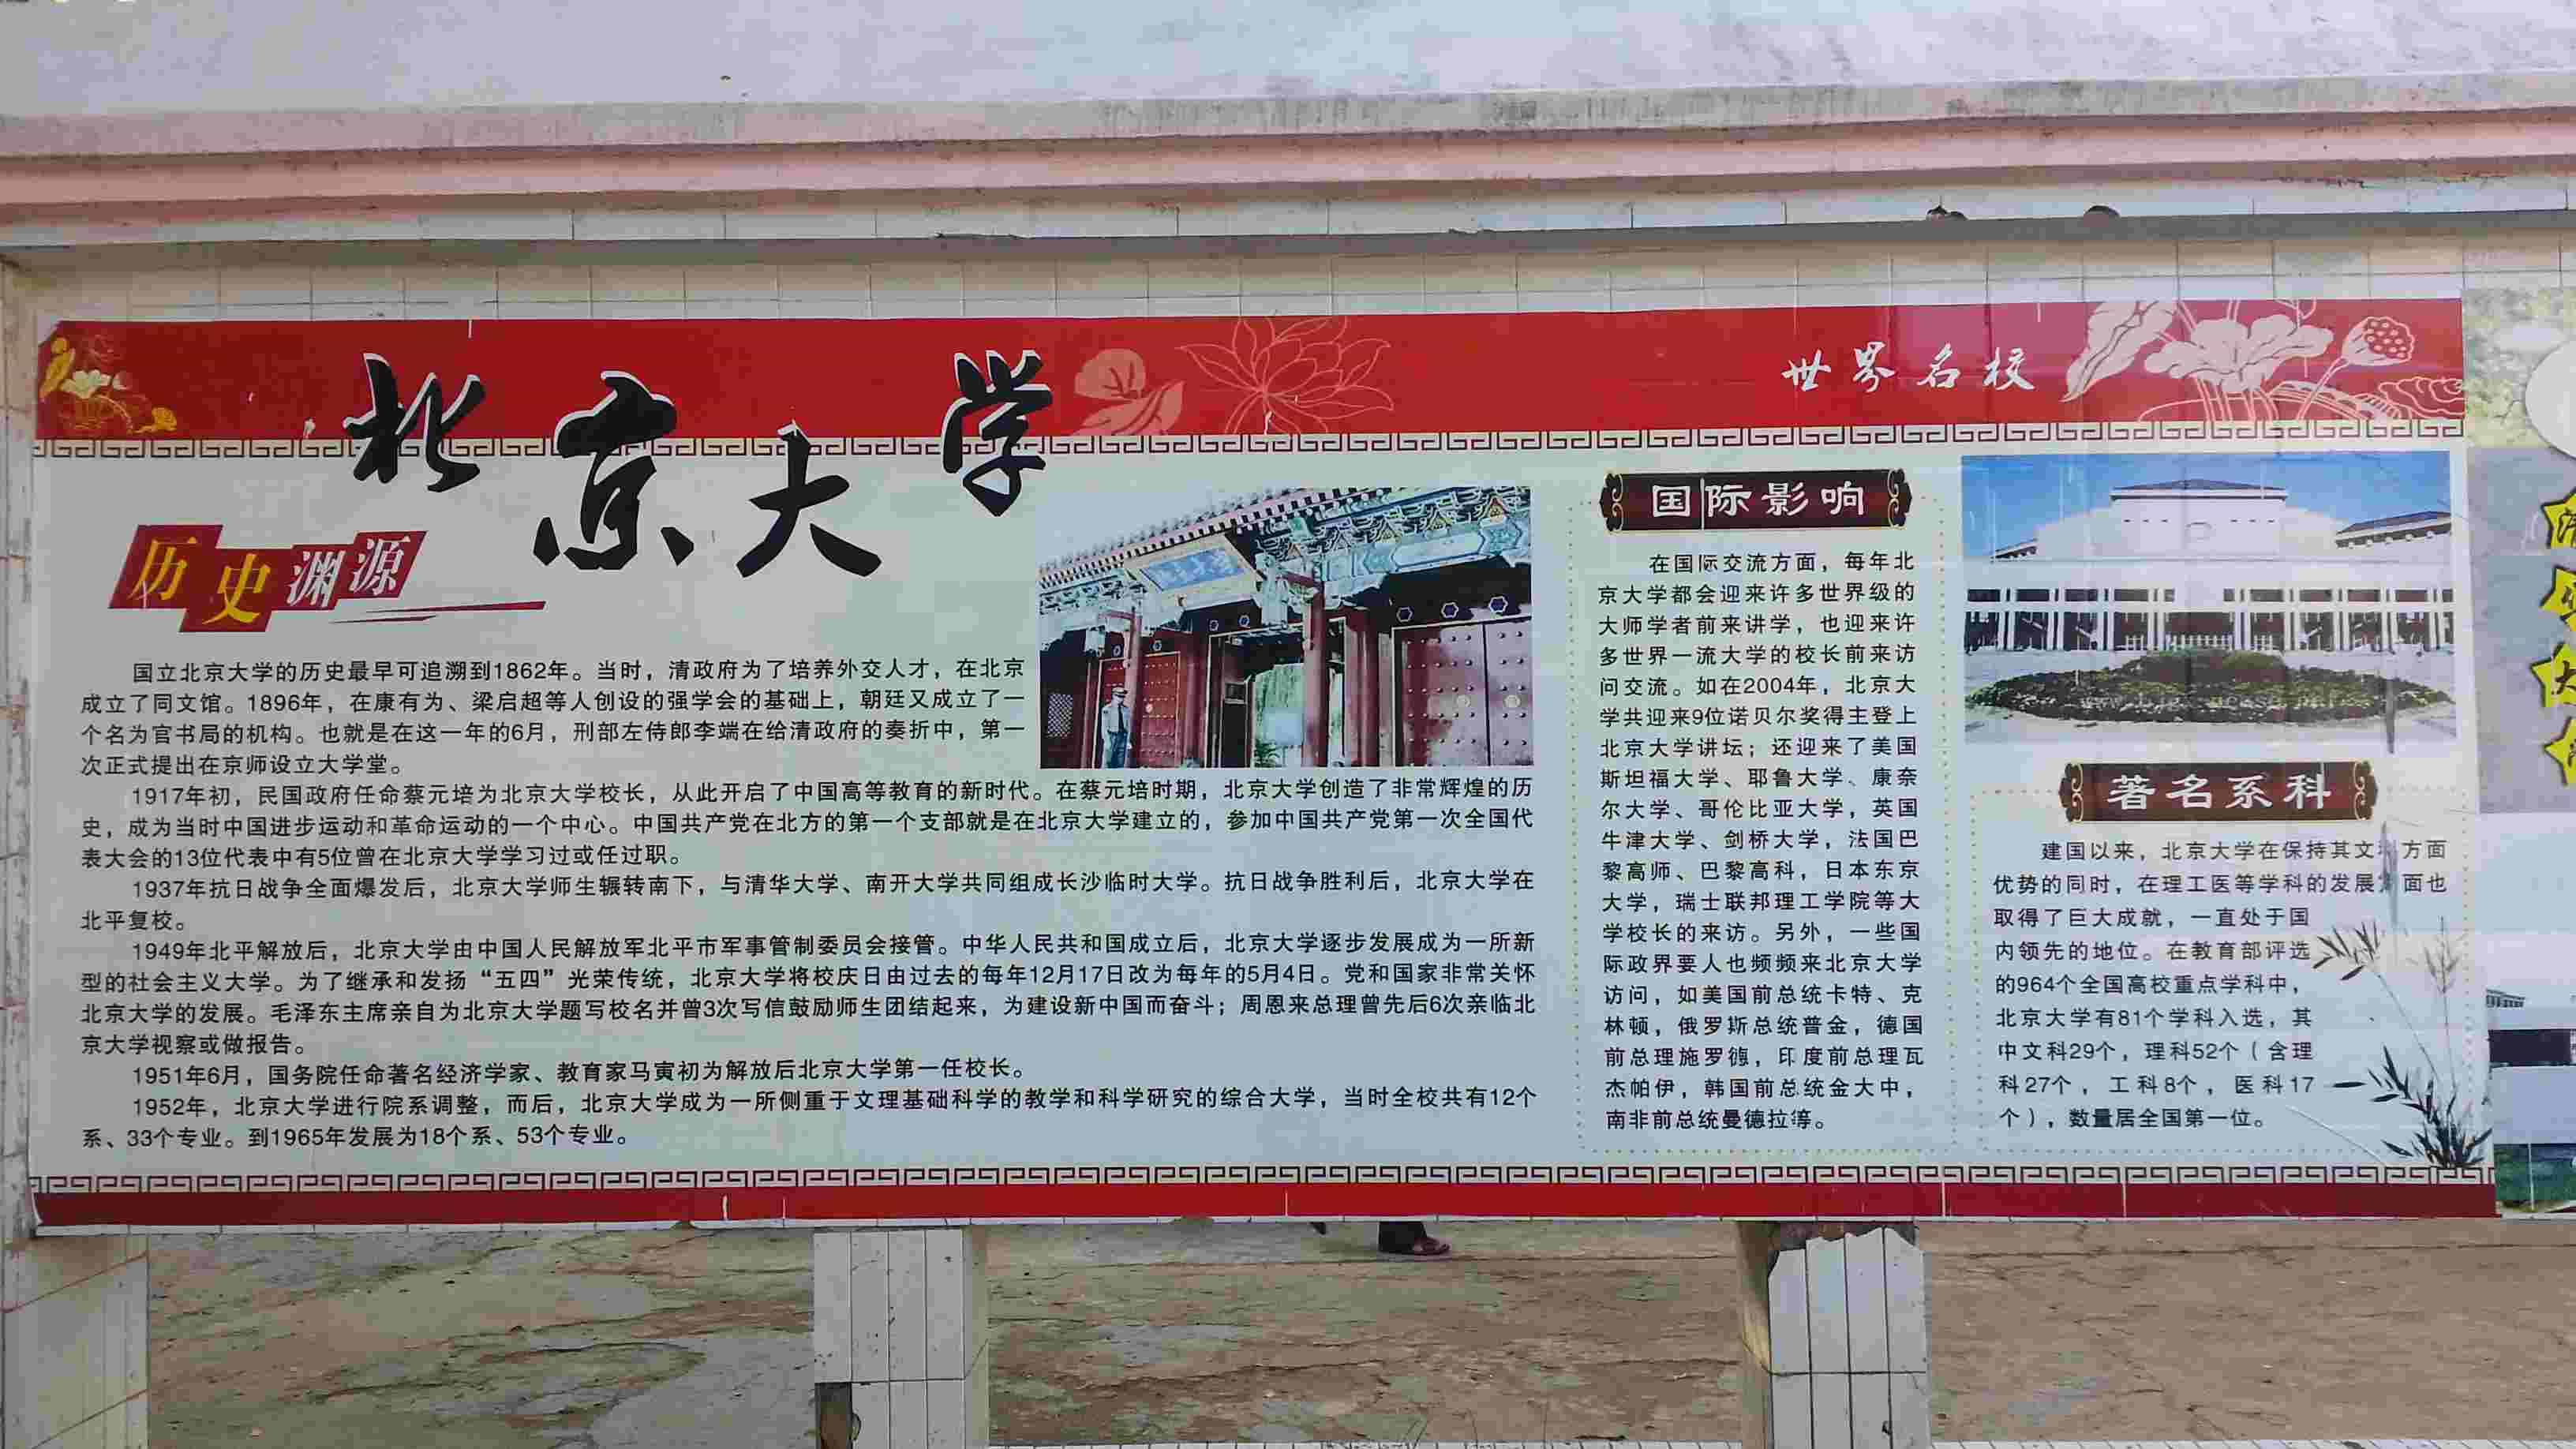 北京大学
世界名校
历史渊源
国立北京大学的历史最早可追溯到1862年。当时，清政府为了培养外交人才，在北京
成立了同文馆。1896年，在康有为、梁启超等人创设的强学会的基础上，朝廷又成立了一
个名为官书局的机构。也就是在这一年的6月，刑部左侍郎李端在给清政府的奏折中，第一
次正式提出在京师设立大学堂。
1917年初，民国政府任命蔡元培为北京大学校长，从此开启了中国高等教育的新时代。在蔡元培时期，北京大学创造了非常辉煌的历
史，成为当时中国进步运动和革命运动的一个中心。中国共产党在北方的第一个支部就是在北京大学建立的，参加中国共产党第一次全国代
表大会的13位代表中有5位曾在北京大学学习过或任过职。
1937年抗日战争全面爆发后，北京大学师生辗转南下，与清华大学、南开大学共同组成长沙临时大学。抗日战争胜利后，北京大学在
北平复校。
1949年北平解放后，北京大学由中国人民解放军北平市军事管制委员会接管。中华人民共和国成立后，北京大学逐步发展成为一所新
型的社会主义大学。为了继承和发扬“五四”光荣传统，北京大学将校庆日由过去的每年12月17日改为每年的5月4日。党和国家非常关怀
北京大学的发展。毛泽东主席亲自为北京大学题写校名并曾3次写信鼓励师生团结起来，为建设新中国而奋斗；周恩来总理曾先后6次亲临北
京大学视察或做报告。
1951年6月，国务院任命著名经济学家、教育家马寅初为解放后北京大学第一任校长。
1952年，北京大学进行院系调整，而后，北京大学成为一所侧重于文理基础科学的教学和科学研究的综合大学，当时全校共有12个
系、33个专业。到1965年发展为18个系、53个专业。
国际影响
在国际交流方面，每年北
京大学都会迎来许多世界级的
大师学者前来讲学，也迎来许
多世界一流大学的校长前来访
问交流。如在2004年，北京大
学共迎来9位诺贝尔奖得主登上
北京大学讲坛；还迎来了美国
斯坦福大学、耶鲁大学、康奈
尔大学、哥伦比亚大学，英国
牛津大学、剑桥大学，法国巴
黎高师、巴黎高科，日本东京
大学，瑞士联邦理工学院等大
学校长的来访。另外，一些国
际政界要人也频频来北京大学
访问，如美国前总统卡特、克
林顿，俄罗斯总统普金，德国
前总理施罗德，印度前总理瓦
杰帕伊，韩国前总统金大中，
南非前总统曼德拉等。
著名系科
建国以来，北京大学在保持其文 方面
优势的同时，在理工医等学科的发展 面也
取得了巨大成就，一直处于国
内领先的地位。在教育部评选
的964个全国高校重点学科中，
北京大学有81个学科入选，其
中文科29个，理科52个（含理
科27个，工科8个，医科17
个），数量居全国第一位。